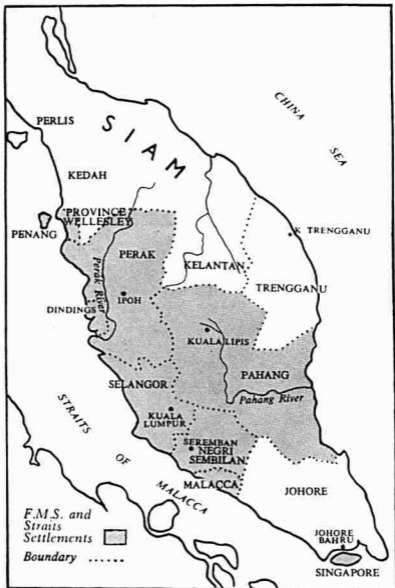 CHINA
SEA
PERLIS
SIAM
KEDAH
PROVINCE
WELLESLEY
PENANG
K TRENGGANU
PERAK
KELANTAN
Perak River
TRENGGANU
IPOH
DINDINGS
KUALA LIPIS
SELANGOR
PAHANG
Pahang River
KUALA
LUMPUR
SEREMBAN
NEGRI
SEMBILAN
STRAITS
OF
MALACCA
MALACCA
JOHORE
F.M.S. and
Straits
Settlements
Boundary
JOHORE
BAHRU
SINGAPORE